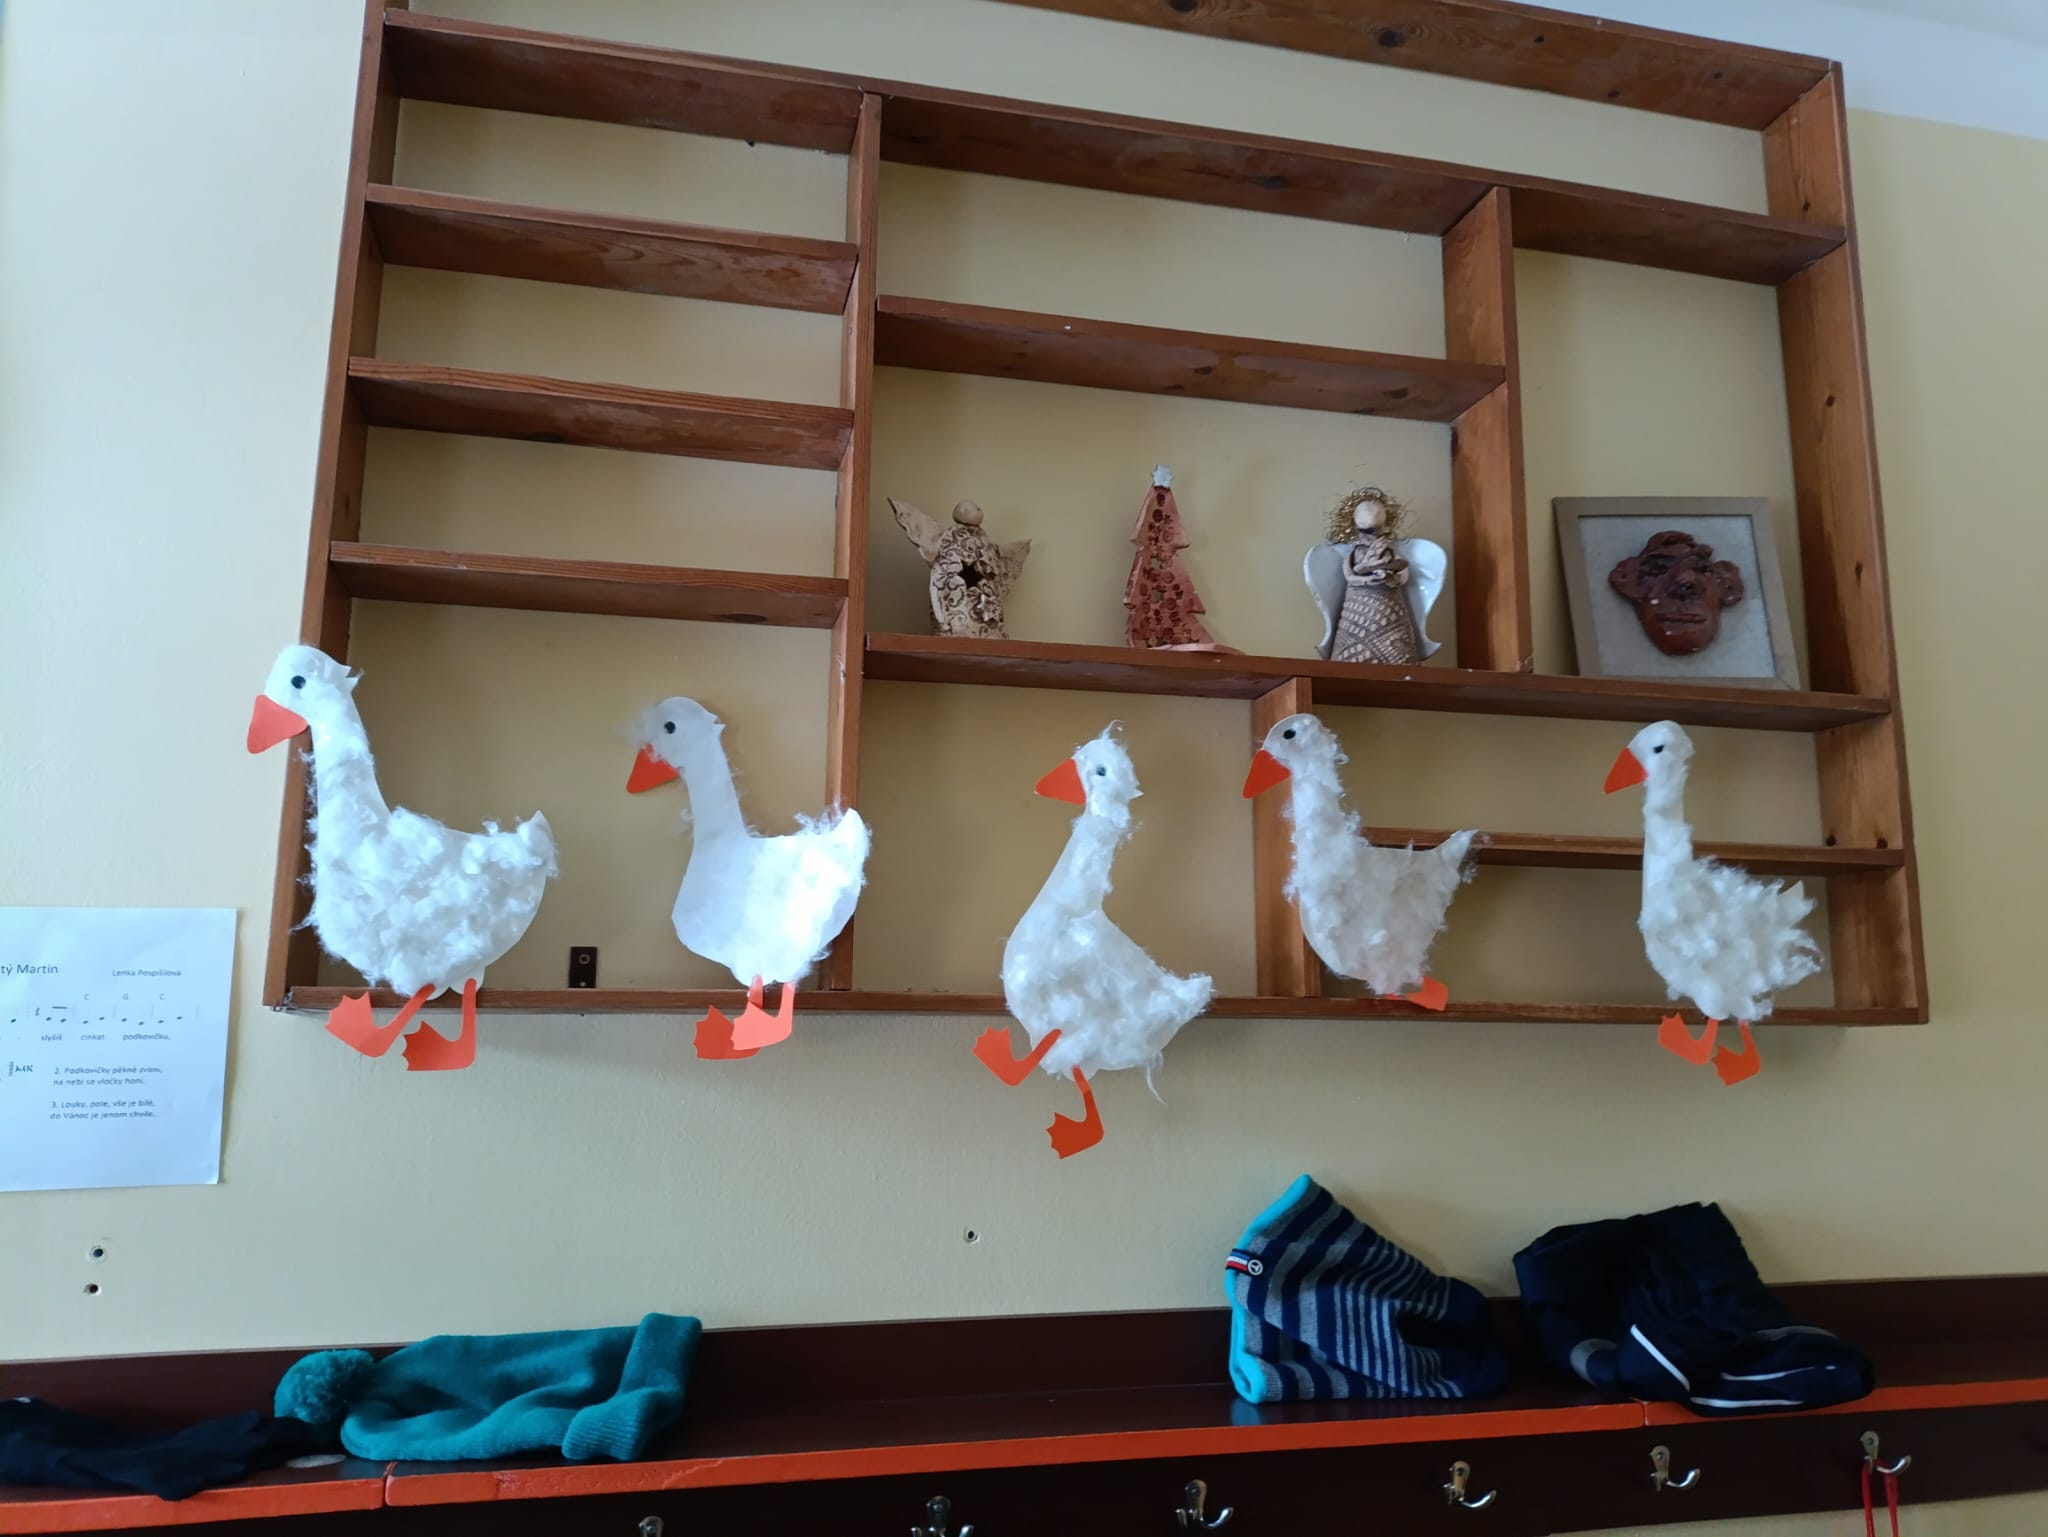 tý Martin
Lenka Pospíšilová
C G C
slyšíš cinkat podkovičku,
2. Podkovičky pěkně zvoní,
na nebi se vločky honí.
3. Louky, pole, vše je bílé,
do Vánoc je jenom chvíle.